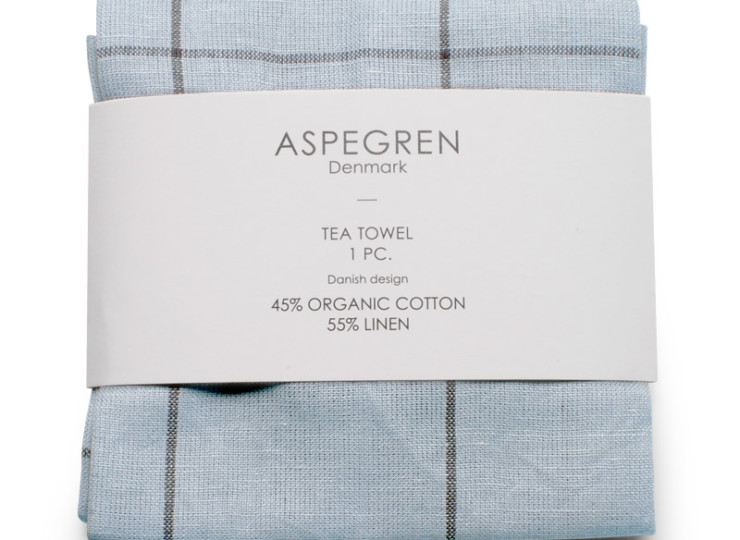 ASPEGREN
Denmark
TEA TOWEL
1 PC.
Danish design
45% ORGANIC COTTON
55% LINEN